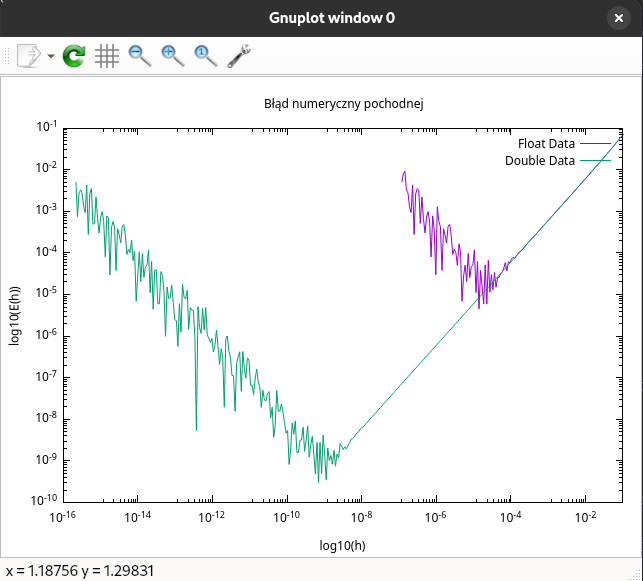 Gnuplot window 0
Błąd numeryczny pochodnej
10-1
Float Data
Double Data
10-2
10-3
10-4
10-5
10-6
10-7
10-8
10-9
10-10
log10(E(h))
10-16
10-14
10-12
10-10
10-8
10-6
10-4
10-2
log10(h)
x = 1.18756 y = 1.29831